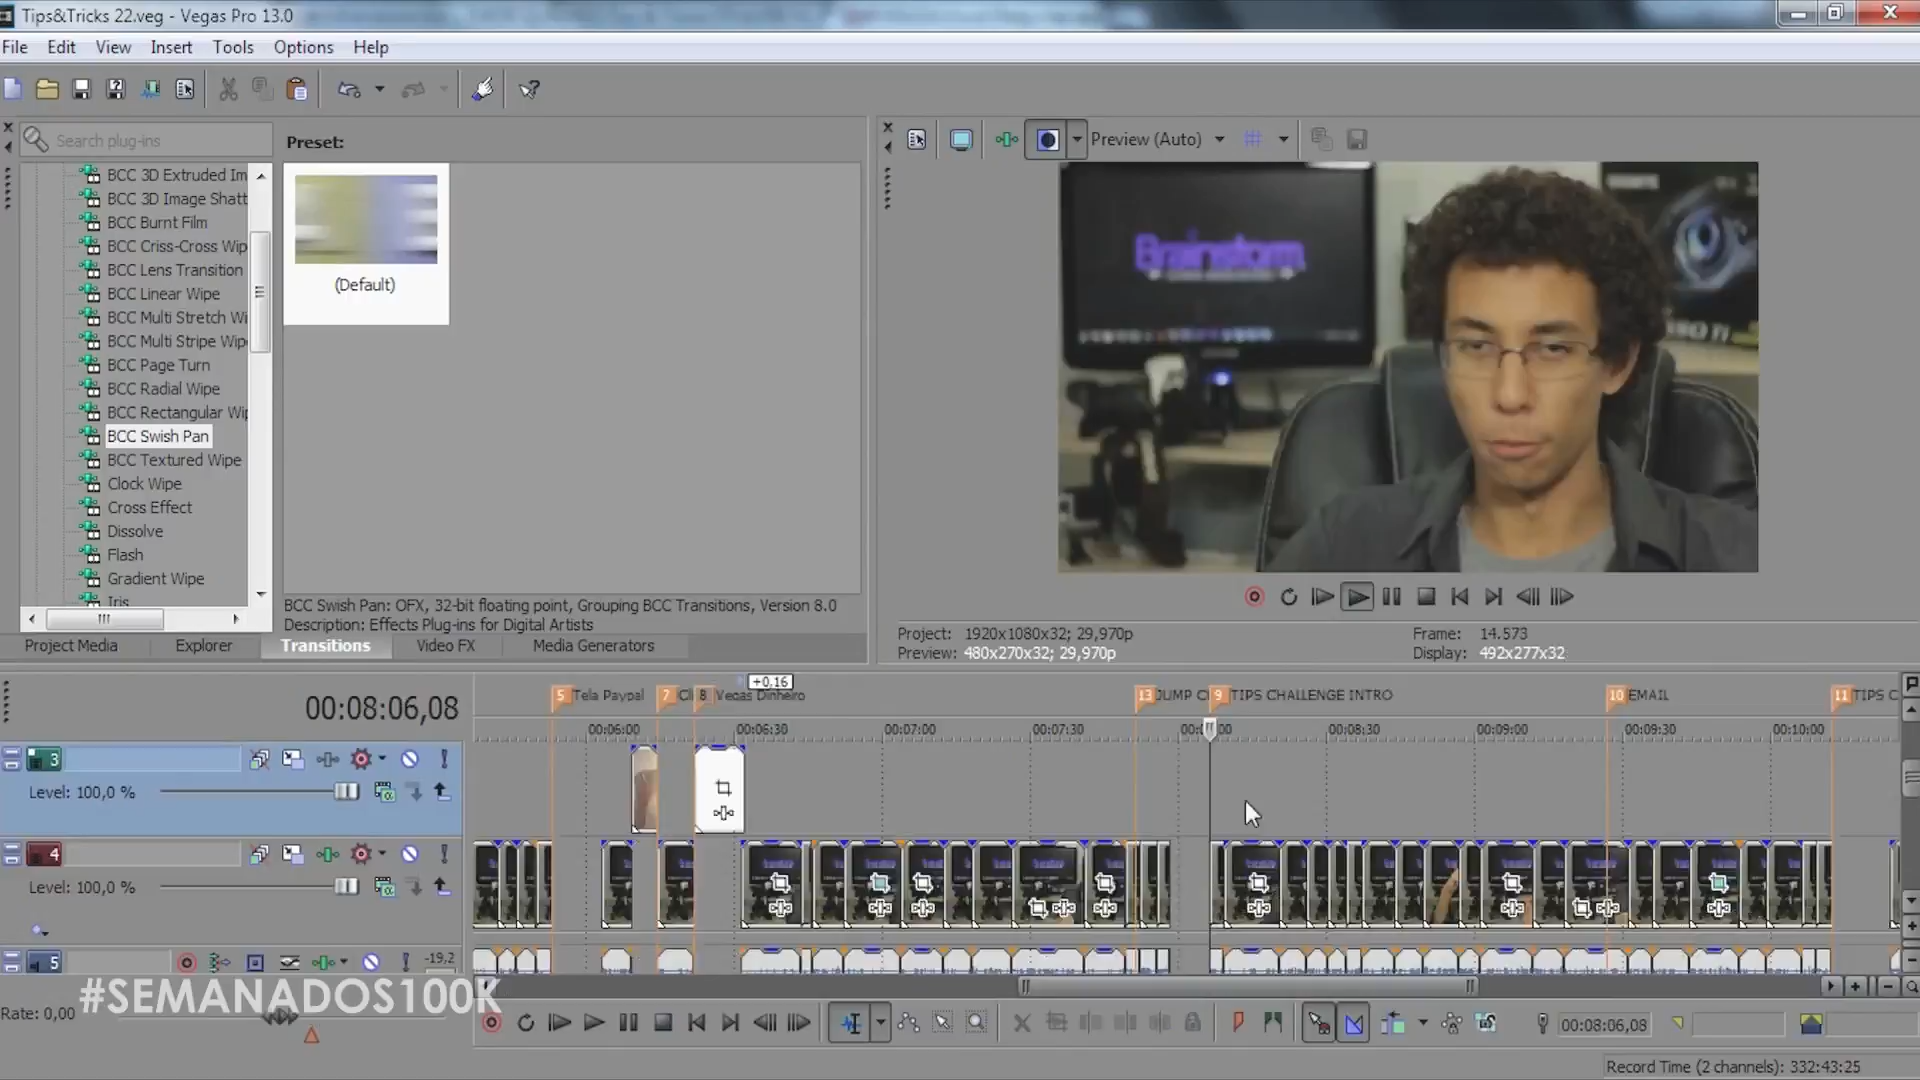 Tips&Tricks 22.veg - Vegas Pro 13.0
File Edit View Insert Tools Options Help
Search plug-ins
Preset:
Preview (Auto)
BCC 3D Extruded Im
BCC 3D Image Shatt
BCC Burnt Film
BCC Criss-Cross Wip
BCC Lens Transition
BCC Linear Wipe
BCC Multi Stretch Wi
BCC Multi Stripe Wip
BCC Page Turn
BCC Radial Wipe
BCC Rectangular Wip
BCC Swish Pan
BCC Textured Wipe
Clock Wipe
Cross Effect
Dissolve
Flash
Gradient Wipe
Iris
(Default)
Brainstorm
BCC Swish Pan: OFX, 32-bit floating point, Grouping BCC Transitions, Version 8.0
Description: Effects Plug-ins for Digital Artists
Project Media Explorer Transitions Video FX Media Generators
Project: 1920x1080x32; 29,970p
Preview: 480x270x32; 29,970p
Frame: 14.573
Display: 492x277x32
00:08:06,08
+0,16
5 Tela Paypal 7 Cl 8 Vegas Dinheiro 13 JUMP C 9 TIPS CHALLENGE INTRO 10 EMAIL 11 TIPS C
00:06:00 00:06:30 00:07:00 00:07:30 00:0 00 00:08:30 00:09:00 00:09:30 00:10:00
3
Level: 100,0 %
4
Level: 100,0 %
5 -19,2
#SEMANADOS100K
Rate: 0,00
00:08:06,08
Record Time (2 channels): 332:43:25